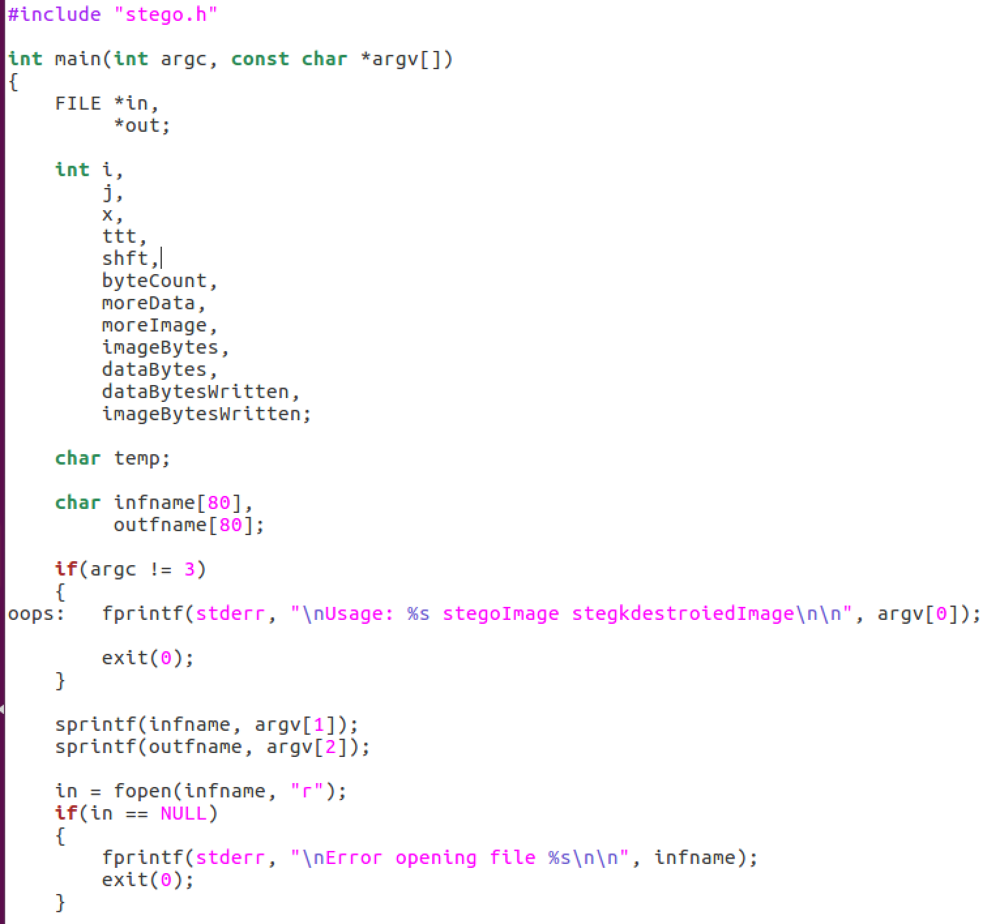 #include "stego.h"
int main(int argc, const char *argv[])
{
    FILE *in,
         *out;
    int i,
        j,
        x,
        ttt,
        shft,
        byteCount,
        moreData,
        moreImage,
        imageBytes,
        dataBytes,
        dataBytesWritten,
        imageBytesWritten;
    char temp;
    char infname[80],
         outfname[80];
    if(argc != 3)
    {
oops:   fprintf(stderr, "\nUsage: %s stegoImage stegkdestroiedImage\n\n", argv[0]);
        exit(0);
    }
    sprintf(infname, argv[1]);
    sprintf(outfname, argv[2]);
    in = fopen(infname, "r");
    if(in == NULL)
    {
        fprintf(stderr, "\nError opening file %s\n\n", infname);
        exit(0);
    }